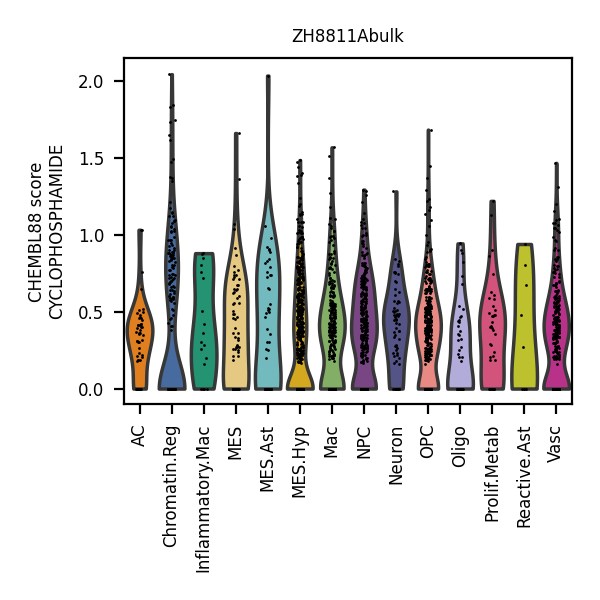 ZH8811Abulk
CHEMBL88 score
CYCLOPHOSPHAMIDE
2.0
1.5
1.0
0.5
0.0
AC
Chromatin.Reg
Inflammatory.Mac
MES
MES.Ast
MES.Hyp
Mac
NPC
Neuron
OPC
Oligo
Prolif.Metab
Reactive.Ast
Vasc